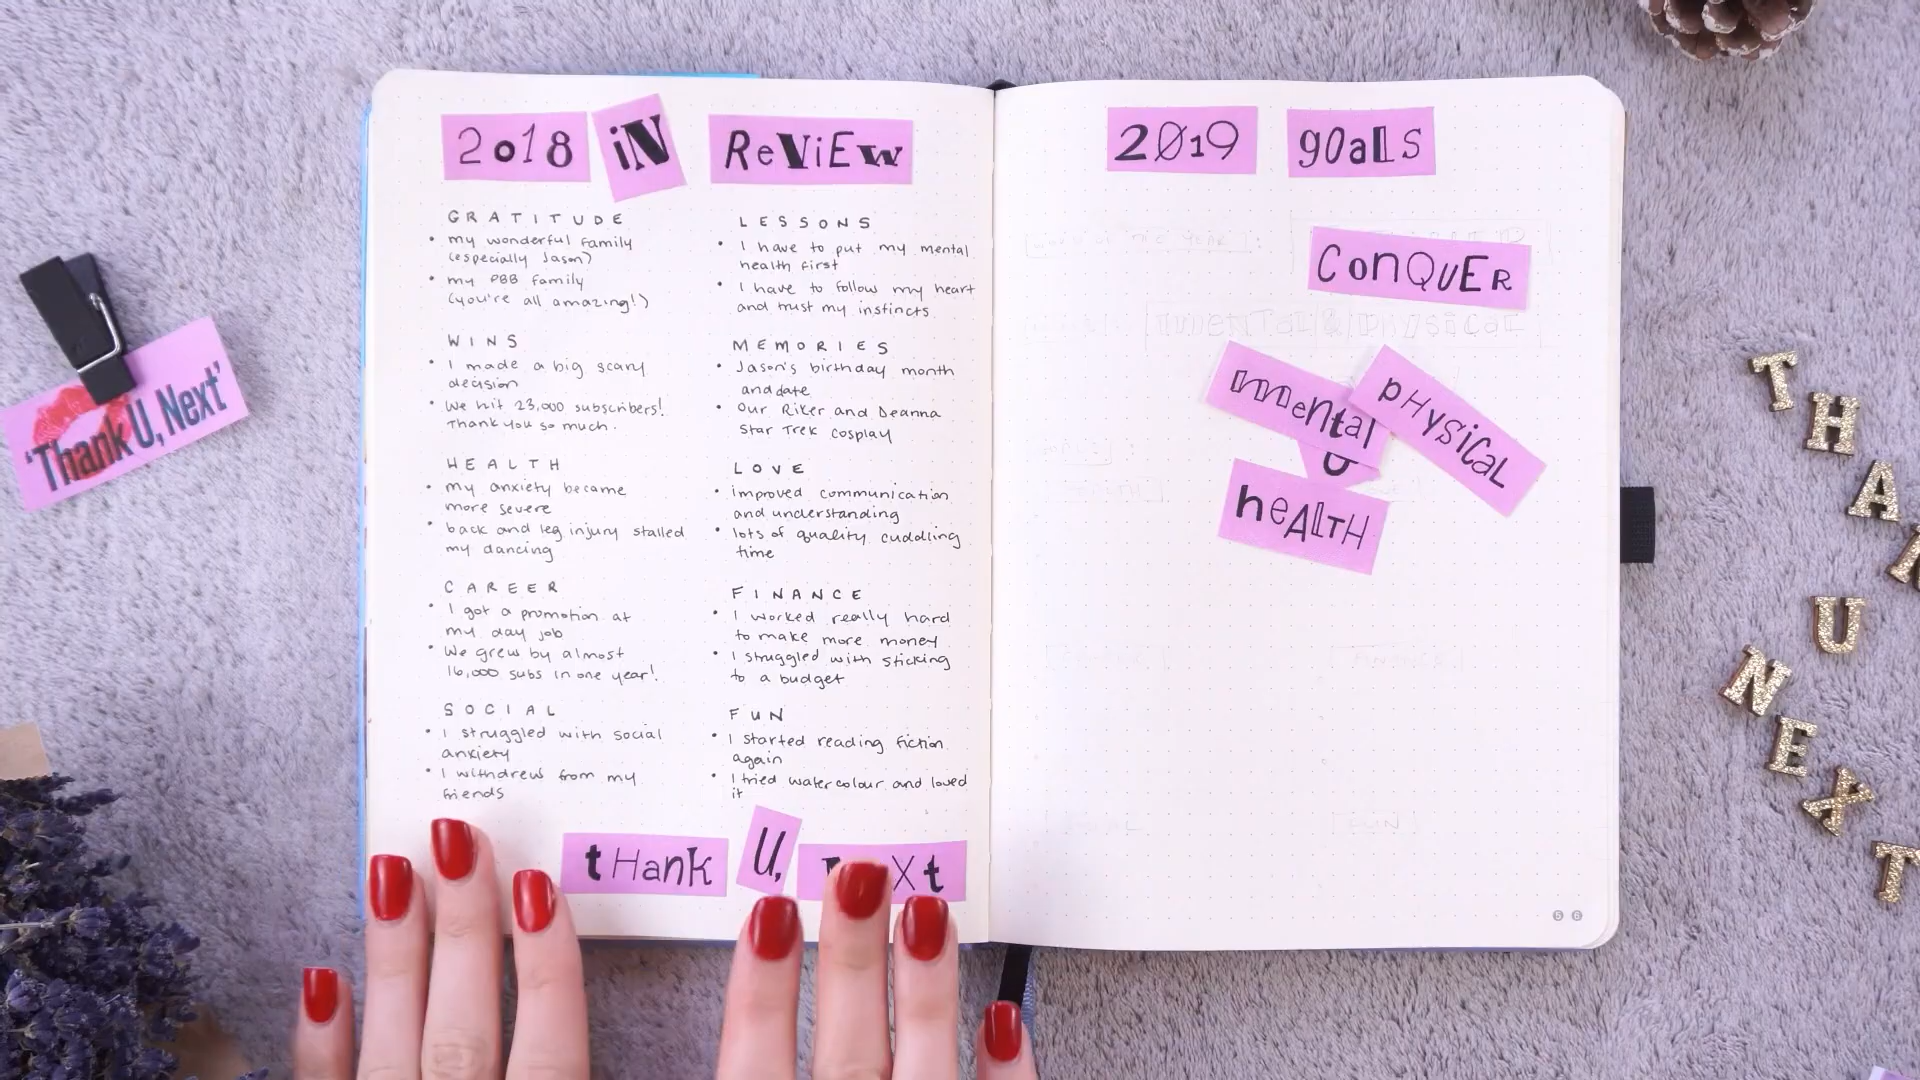 2018 iN ReViEW
GRATITUDE
• my wonderful family
(especially Jason)
• my PBB family
(you're all amazing!)
WINS
• I made a big scary
decision
• We hit 23,000 subscribers!
Thank you so much.
HEALTH
• my anxiety became
more severe
• back and leg injury stalled
my dancing
CAREER
• I got a promotion at
my day job
• We grew by almost
16,000 subs in one year!
SOCIAL
• I struggled with social
anxiety
• I withdrew from my
friends
LESSONS
• I have to put my mental
health first
• I have to follow my heart
and trust my instincts.
MEMORIES
• Jason's birthday month
and date
• Our Riker and Deanna
Star Trek Cosplay
LOVE
• improved communication
and understanding
• lots of quality cuddling
time
FINANCE
• I worked really hard
to make more money
• I struggled with sticking
to a budget
FUN
• I started reading fiction
again
• I tried watercolour and loved
it
tHanK U,
2019 gOaLS
CONQUER
mental
pHYSiCaL
heALTH
5 6
'Thank U, Next'
THAN
U
NEXT